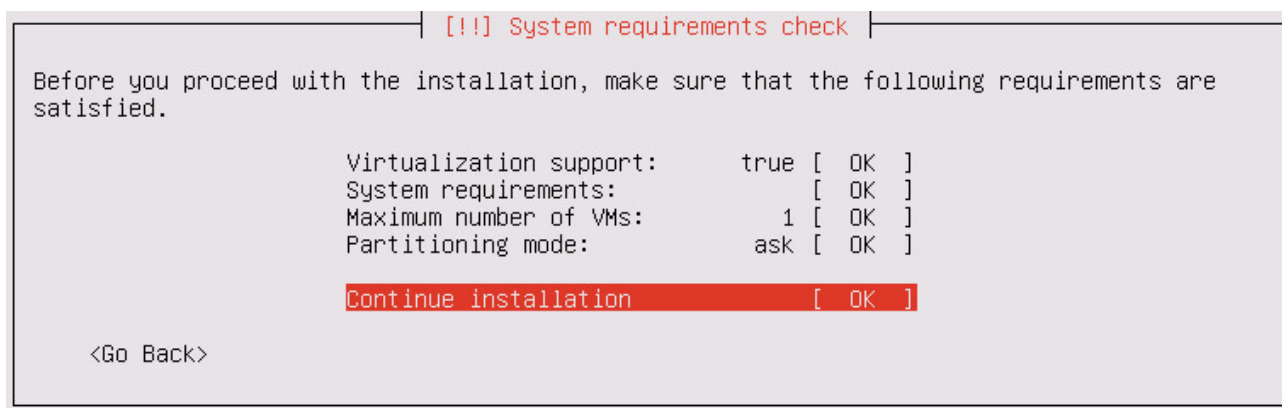 [!!] System requirements check
Before you proceed with the installation, make sure that the following requirements are
satisfied.
Virtualization support: true [ OK ]
System requirements: [ OK ]
Maximum number of VMs: 1 [ OK ]
Partitioning mode: ask [ OK ]
Continue installation [ OK ]
<Go Back>